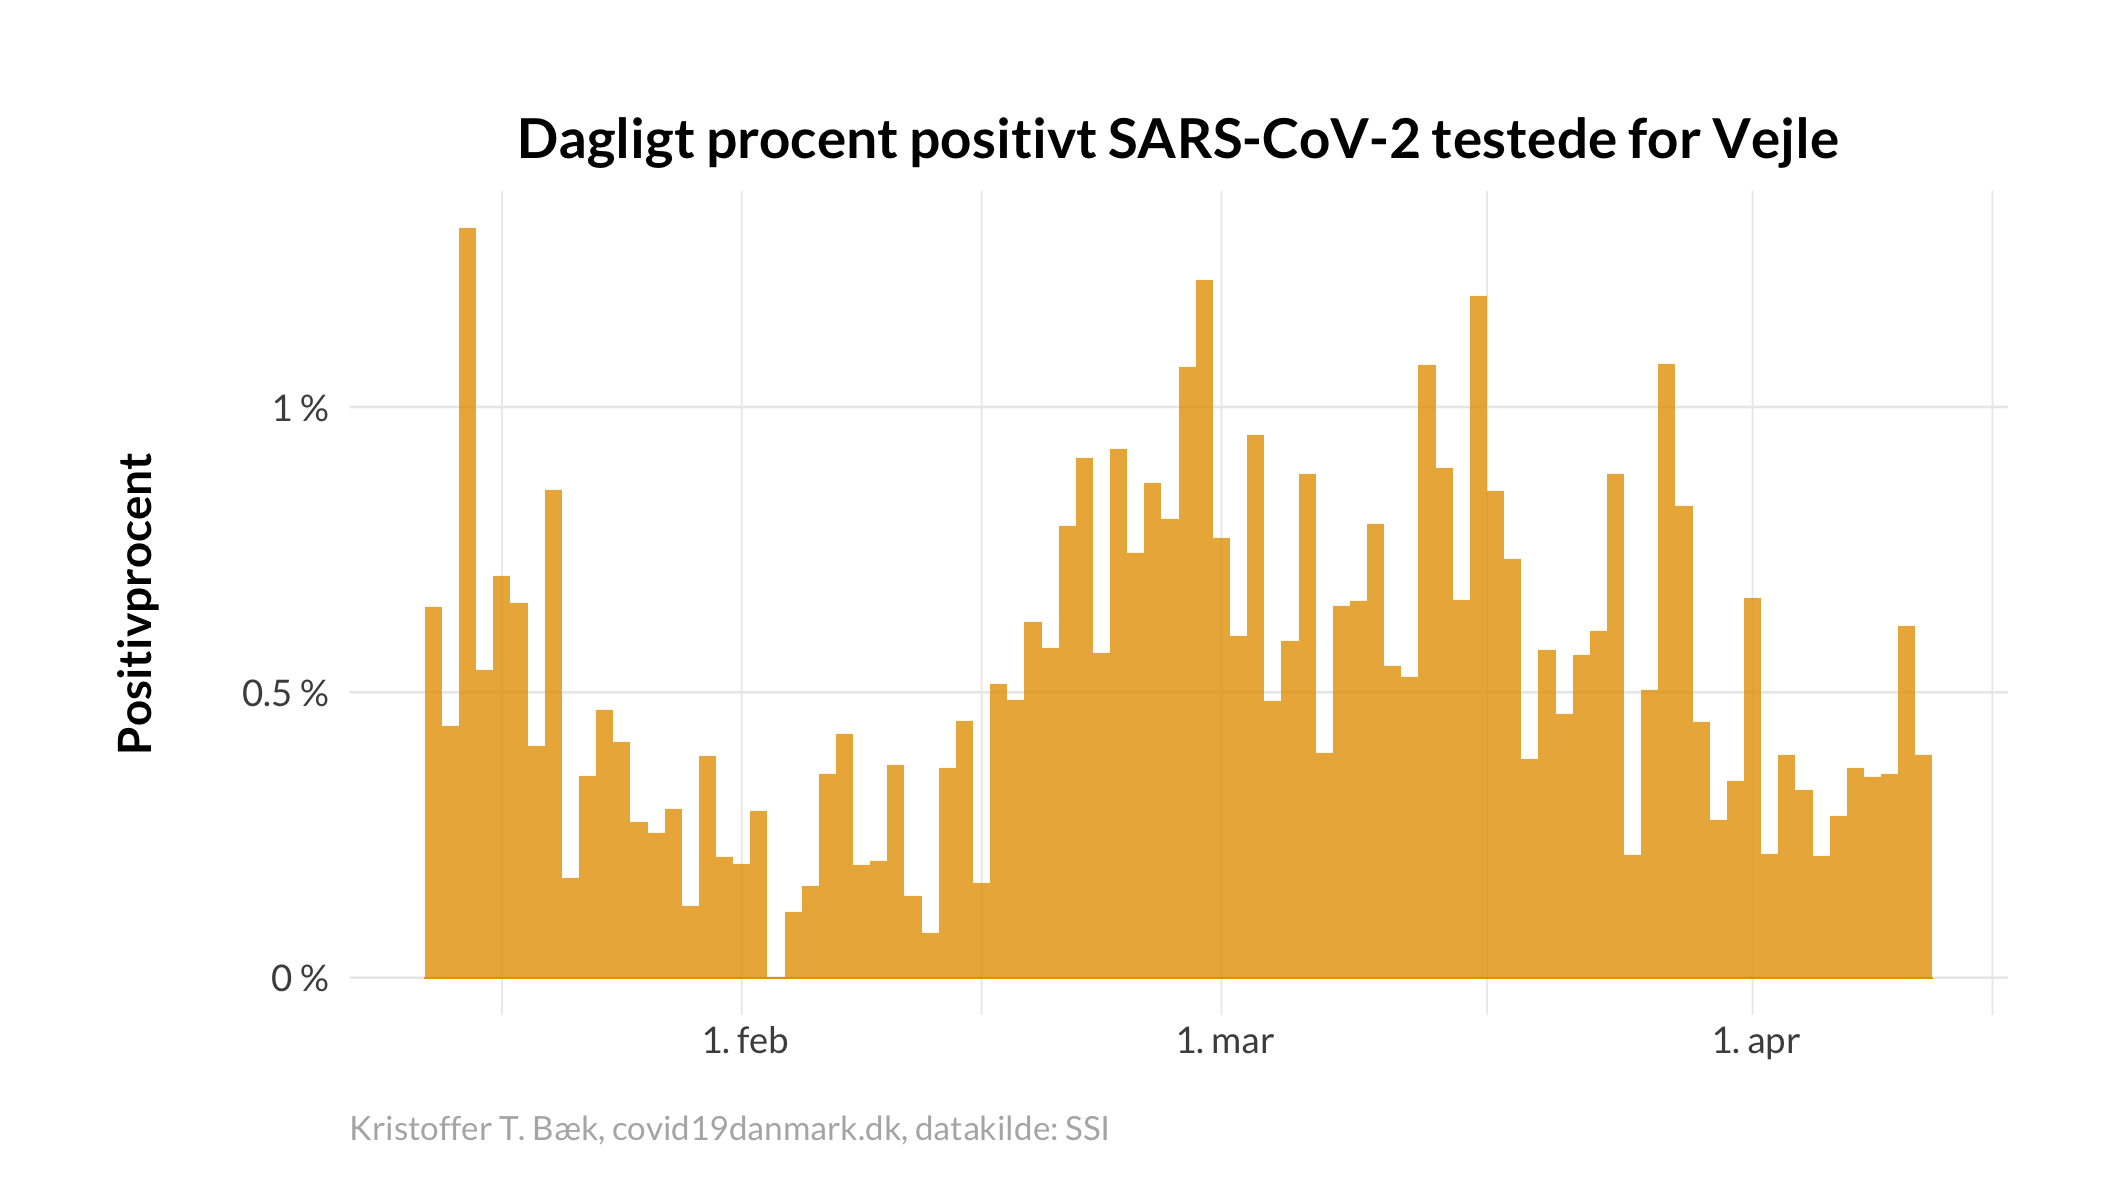 Dagligt procent positivt SARS-CoV-2 testede for Vejle
Positivprocent
1 %
0.5 %
0 %
1. feb
1. mar
1. apr
Kristoffer T. Bæk, covid19danmark.dk, datakilde: SSI